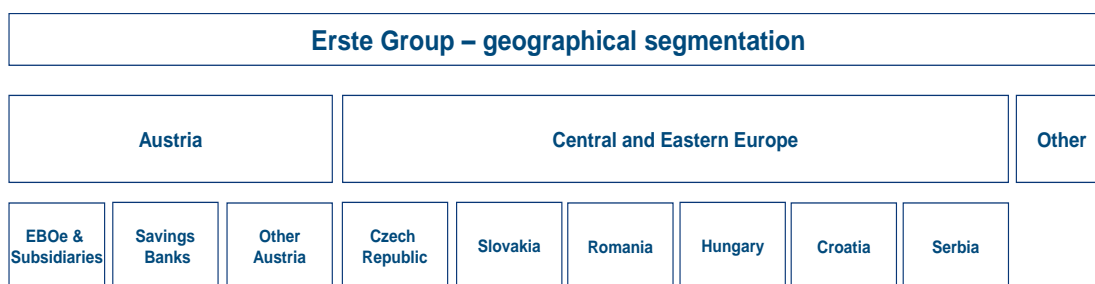 Erste Group – geographical segmentation
Austria
Central and Eastern Europe
Other
EBOe &
Subsidiaries
Savings
Banks
Other
Austria
Czech
Republic
Slovakia
Romania
Hungary
Croatia
Serbia